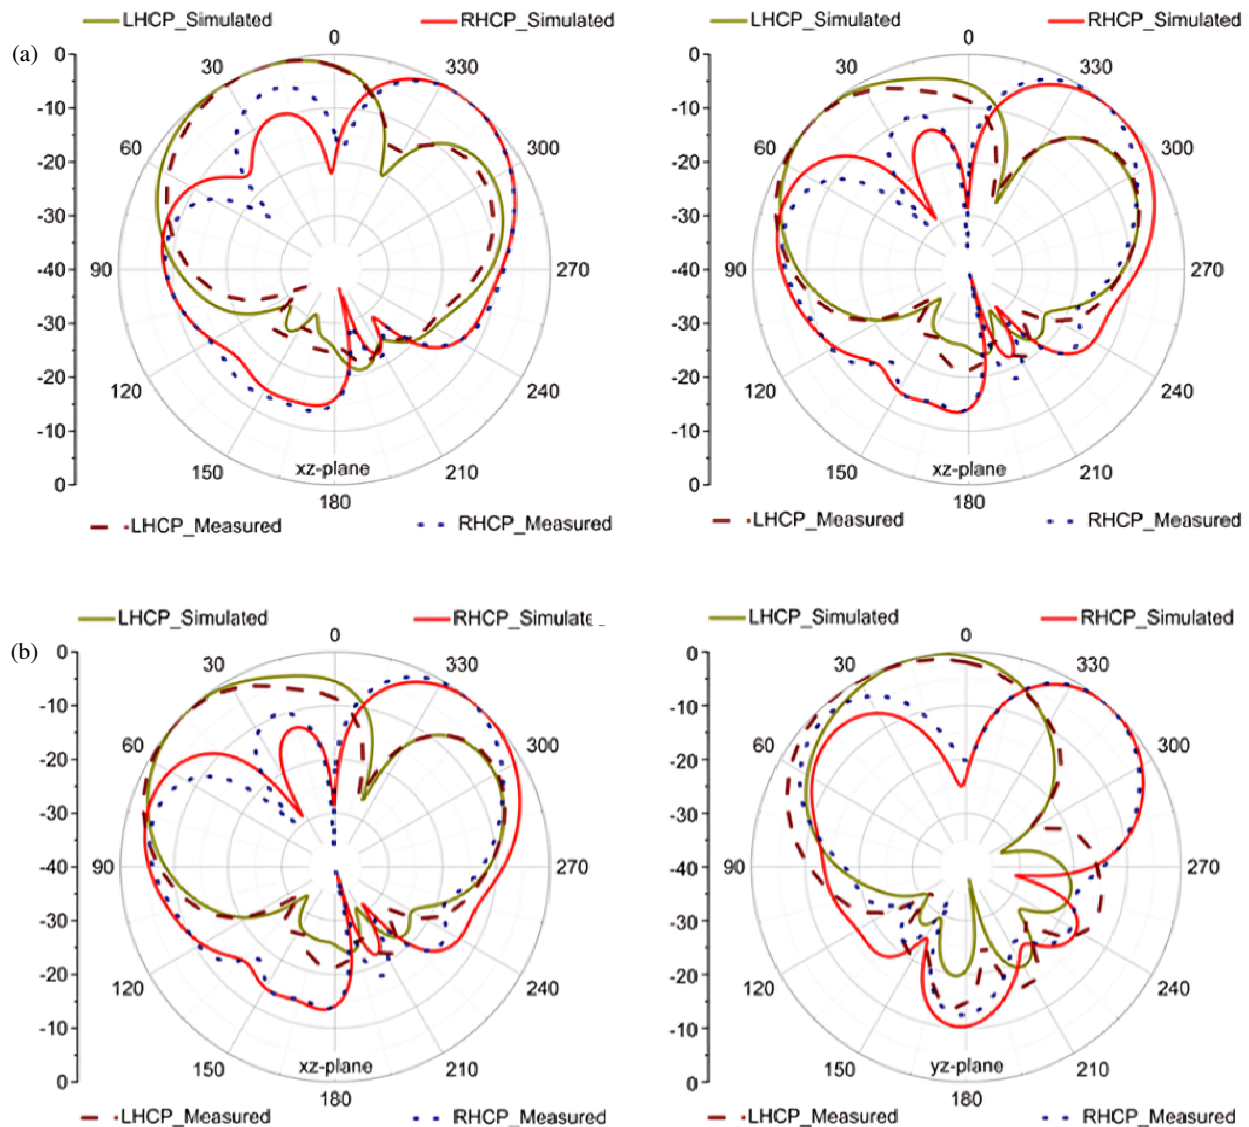 LHCP_Simulated RHCP_Simulated LHCP_Simulated RHCP_Simulated
(a)
0 0
0 30 330 0 30 330
-10 -10
60 300 60 300
-20 -20
-30 -30
-40 90 270 -40 90 270
-30 -30
-20 -20
120 240 120 240
-10 -10
150 xz-plane 210 150 xz-plane 210
0 0
180 180
LHCP_Measured RHCP_Measured LHCP_Measured RHCP_Measured
LHCP_Simulated RHCP_Simulate LHCP_Simulated RHCP_Simulated
(b)
0 0
0 30 330 0 30 330
-10 -10
60 300 60 300
-20 -20
-30 -30
-40 90 270 -40 90 270
-30 -30
-20 -20
120 240 120 240
-10 -10
150 xz-plane 210 150 yz-plane 210
0 0
180 180
LHCP_Measured RHCP_Measured LHCP_Measured RHCP_Measured